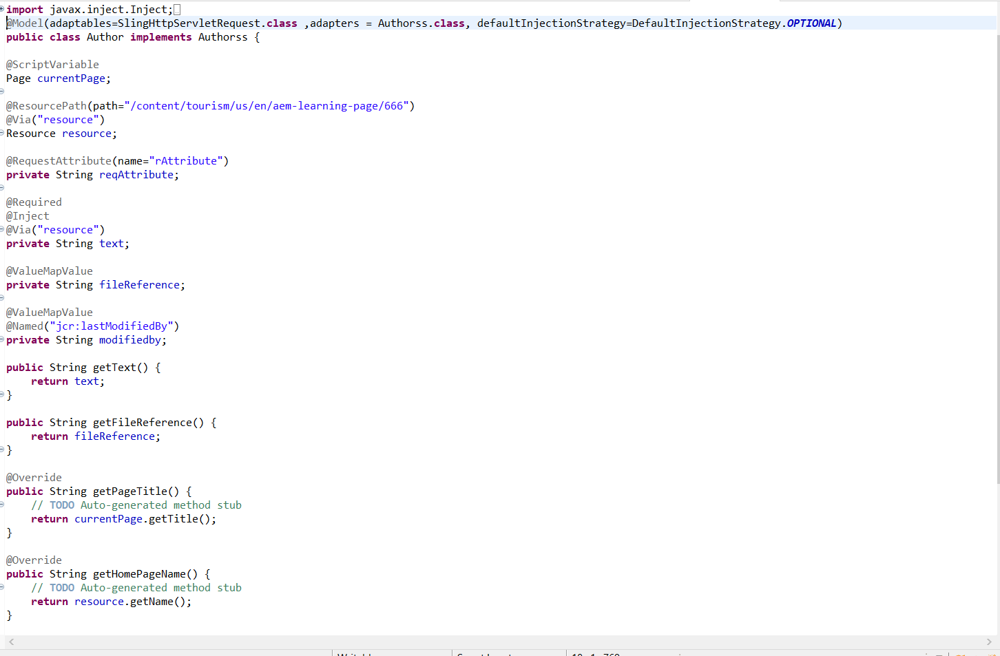 import javax.inject.Inject;
@Model(adaptables=SlingHttpServletRequest.class ,adapters = Authorss.class, defaultInjectionStrategy=DefaultInjectionStrategy.OPTIONAL)
public class Author implements Authorss {
@ScriptVariable
Page currentPage;
@ResourcePath(path="/content/tourism/us/en/aem-learning-page/666")
@Via("resource")
Resource resource;
@RequestAttribute(name="rAttribute")
private String reqAttribute;
@Required
@Inject
@Via("resource")
private String text;
@ValueMapValue
private String fileReference;
@ValueMapValue
@Named("jcr:lastModifiedBy")
private String modifiedby;
public String getText() {
return text;
}
public String getFileReference() {
return fileReference;
}
@Override
public String getPageTitle() {
// TODO Auto-generated method stub
return currentPage.getTitle();
}
@Override
public String getHomePageName() {
// TODO Auto-generated method stub
return resource.getName();
}